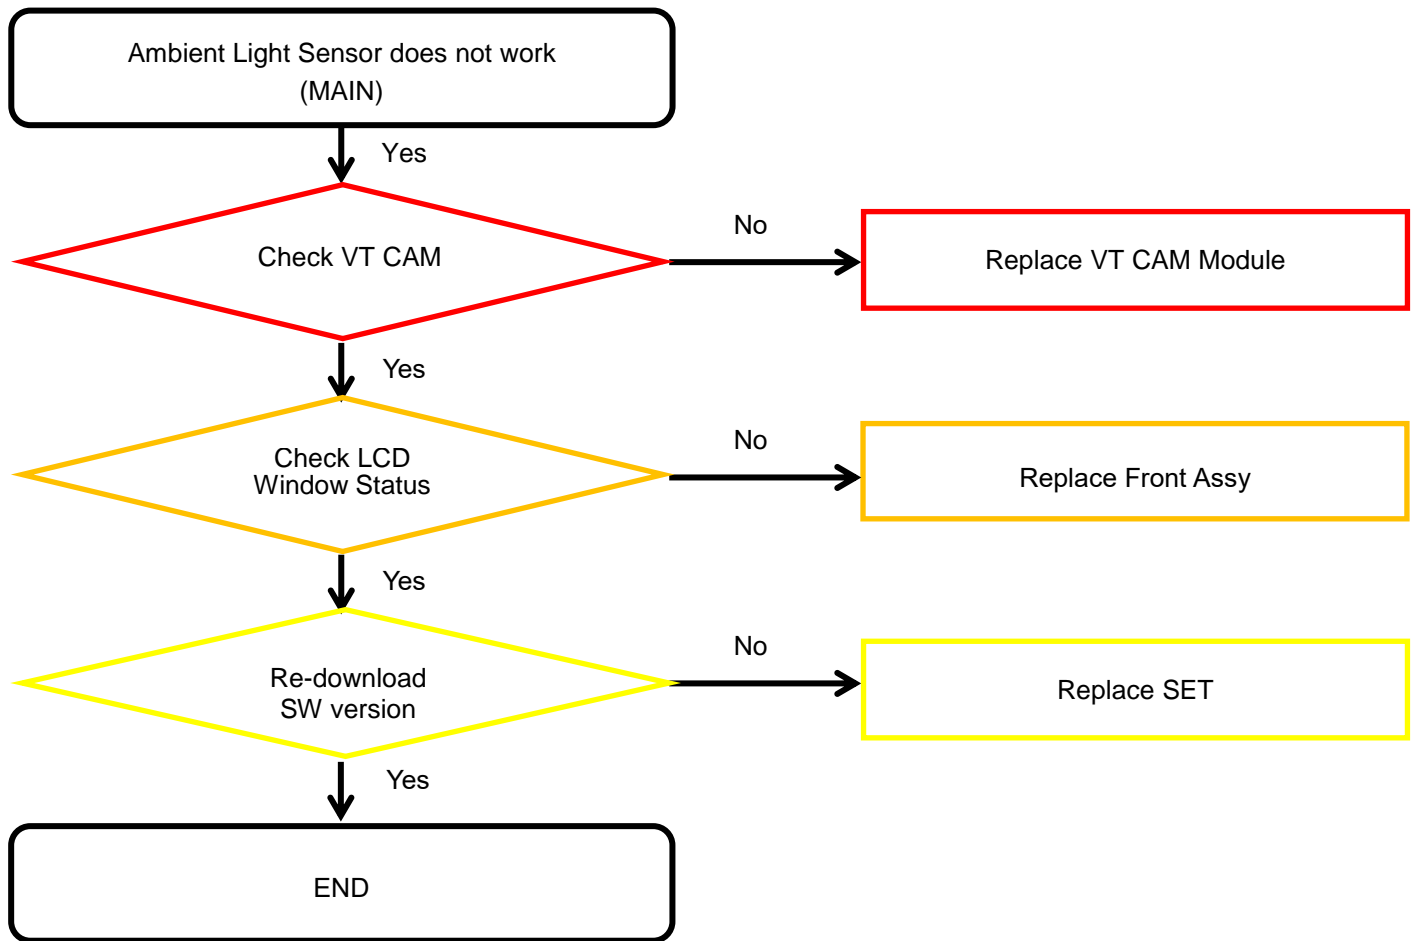 Ambient Light Sensor does not work
(MAIN)
Yes
Check VT CAM
No
Replace VT CAM Module
Yes
Check LCD
Window Status
No
Replace Front Assy
Yes
Re-download
SW version
No
Replace SET
Yes
END